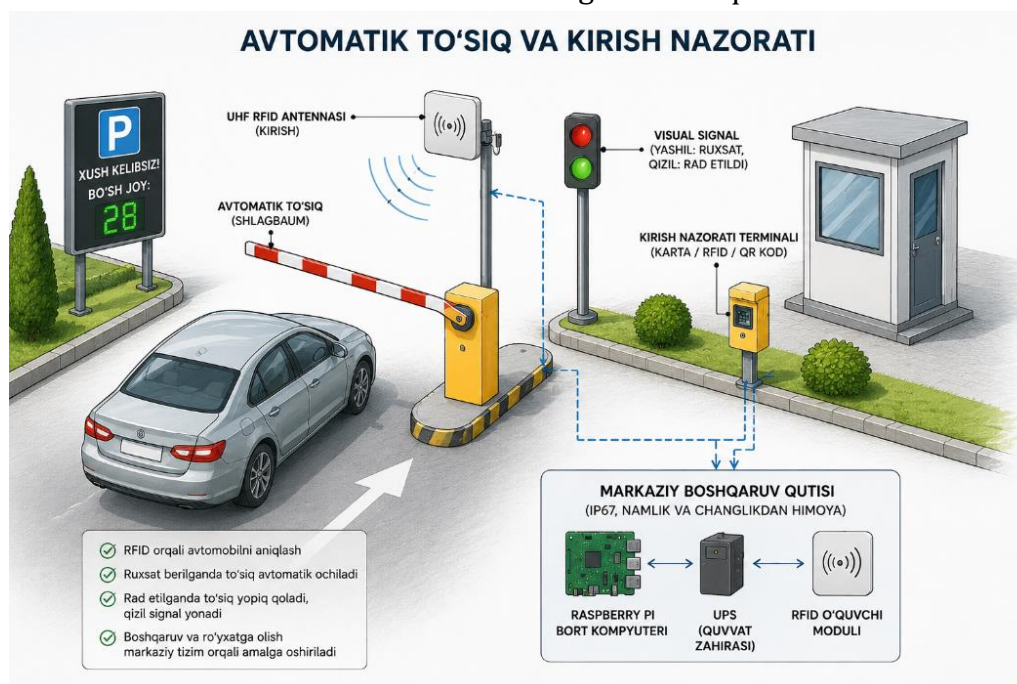 AVTOMATIK TO‘SIQ VA KIRISH NAZORATI
P
XUSH KELIBSIZ!
BO‘SH JOY:
28
UHF RFID ANTENNASI
(KIRISH)
AVTOMATIK TO‘SIQ
(SHLAGBAUM)
VISUAL SIGNAL
(YASHIL: RUXSAT,
QIZIL: RAD ETILDI)
KIRISH NAZORATI TERMINALI
(KARTA / RFID / QR KOD)
MARKAZIY BOSHQARUV QUTISI
(IP67, NAMLIK VA CHANGLIKDAN HIMOYA)
RASPBERRY PI
BORT KOMPYUTERI
UPS
(QUVVAT
ZAHIRASI)
RFID O‘QUVCHI
MODULI
RFID orqali avtomobilni aniqlash
Ruxsat berilganda to‘siq avtomatik ochiladi
Rad etilganda to‘siq yopiq qoladi,
qizil signal yonadi
Boshqaruv va ro‘yxatga olish
markaziy tizim orqali amalga oshiriladi